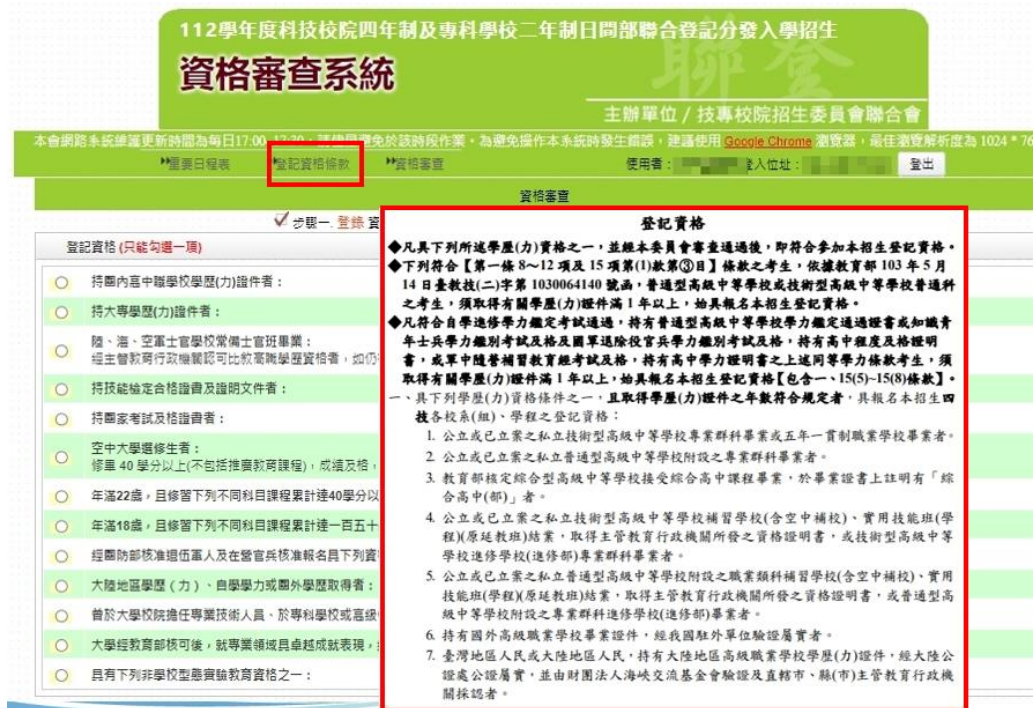 112學年度科技校院四年制及專科學校二年制日間部聯合登記分發入學招生
資格審查系統
聯登
主辦單位 / 技專校院招生委員會聯合會
本會網路系統維護更新時間為每日17:00~17:30,請儘量避免於該時段作業。為避免操作本系統時發生錯誤,建議使用 Google Chrome 瀏覽器,最佳瀏覽解析度為 1024 * 76
重要日程表 登記資格條款 資格審查 使用者: 登入位址: 登出
資格審查
步驟一. 登錄 資
登記資格 (只能勾選一項)
持國內高中職學校學歷(力)證件者:
持大專學歷(力)證件者:
陸、海、空軍士官學校常備士官班畢業:
經主管教育行政機關認可比敘高職學歷資格者,如仍
持技能檢定合格證書及證明文件者:
持國家考試及格證書者:
空中大學選修生者:
修畢 40 學分以上(不包括推廣教育課程),成績及格,
年滿22歲,且修習下列不同科目課程累計達40學分以
年滿18歲,且修習下列不同科目課程累計達一百五十
經國防部核准退伍軍人及在營官兵核准報名具下列資
大陸地區學歷(力)、自學學力或國外學歷取得者:
曾於大學校院擔任專業技術人員、於專科學校或高級
大學經教育部核可後,就專業領域具卓越成就表現,
具有下列非學校型態實驗教育資格之一:
登記資格
◆凡具下列所述學歷(力)資格之一,並經本委員會審查通過後,即符合參加本招生登記資格。
◆下列符合【第一條 8~12 項及 15 項第(1)款第③目】條款之考生,依據教育部 103 年 5 月
14 日臺教技(二)字第 1030064140 號函,普通型高級中等學校或技術型高級中等學校普通科
之考生,須取得有關學歷(力)證件滿 1 年以上,始具報名本招生登記資格。
◆凡符合自學進修學力鑑定考試通過,持有普通型高級中等學校學力鑑定通過證書或知識青
年士兵學力鑑別考試及格及國軍退除役官兵學力鑑別考試及格,持有高中程度及格證明
書,或軍中隨營補習教育經考試及格,持有高中學力證明書之上述同等學力條款考生,須
取得有關學歷(力)證件滿 1 年以上,始具報名本招生登記資格【包含一、15(5)~15(8)條款】。
一、具下列學歷(力)資格條件之一,且取得學歷(力)證件之年數符合規定者,具報名本招生四
技各校系(組)、學程之登記資格:
1. 公立或已立案之私立技術型高級中等學校專業群科畢業或五年一貫制職業學校畢業者。
2. 公立或已立案之私立普通型高級中等學校附設之專業群科畢業者。
3. 教育部核定綜合型高級中等學校接受綜合高中課程畢業,於畢業證書上註明有「綜
合高中(部)」者。
4. 公立或已立案之私立技術型高級中等學校補習學校(含空中補校)、實用技能班(學
程)(原延教班)結業,取得主管教育行政機關所發之資格證明書,或技術型高級中等
學校進修學校(進修部)專業群科畢業者。
5. 公立或已立案之私立普通型高級中等學校附設之職業類科補習學校(含空中補校)、實用
技能班(學程)(原延教班)結業,取得主管教育行政機關所發之資格證明書,或普通型高
級中等學校附設之專業群科進修學校(進修部)畢業者。
6. 持有國外高級職業學校畢業證件,經我國駐外單位驗證屬實者。
7. 臺灣地區人民或大陸地區人民,持有大陸地區高級職業學校學歷(力)證件,經大陸公
證處公證屬實,並由財團法人海峽交流基金會驗證及直轄市、縣(市)主管教育行政機
關採認者。